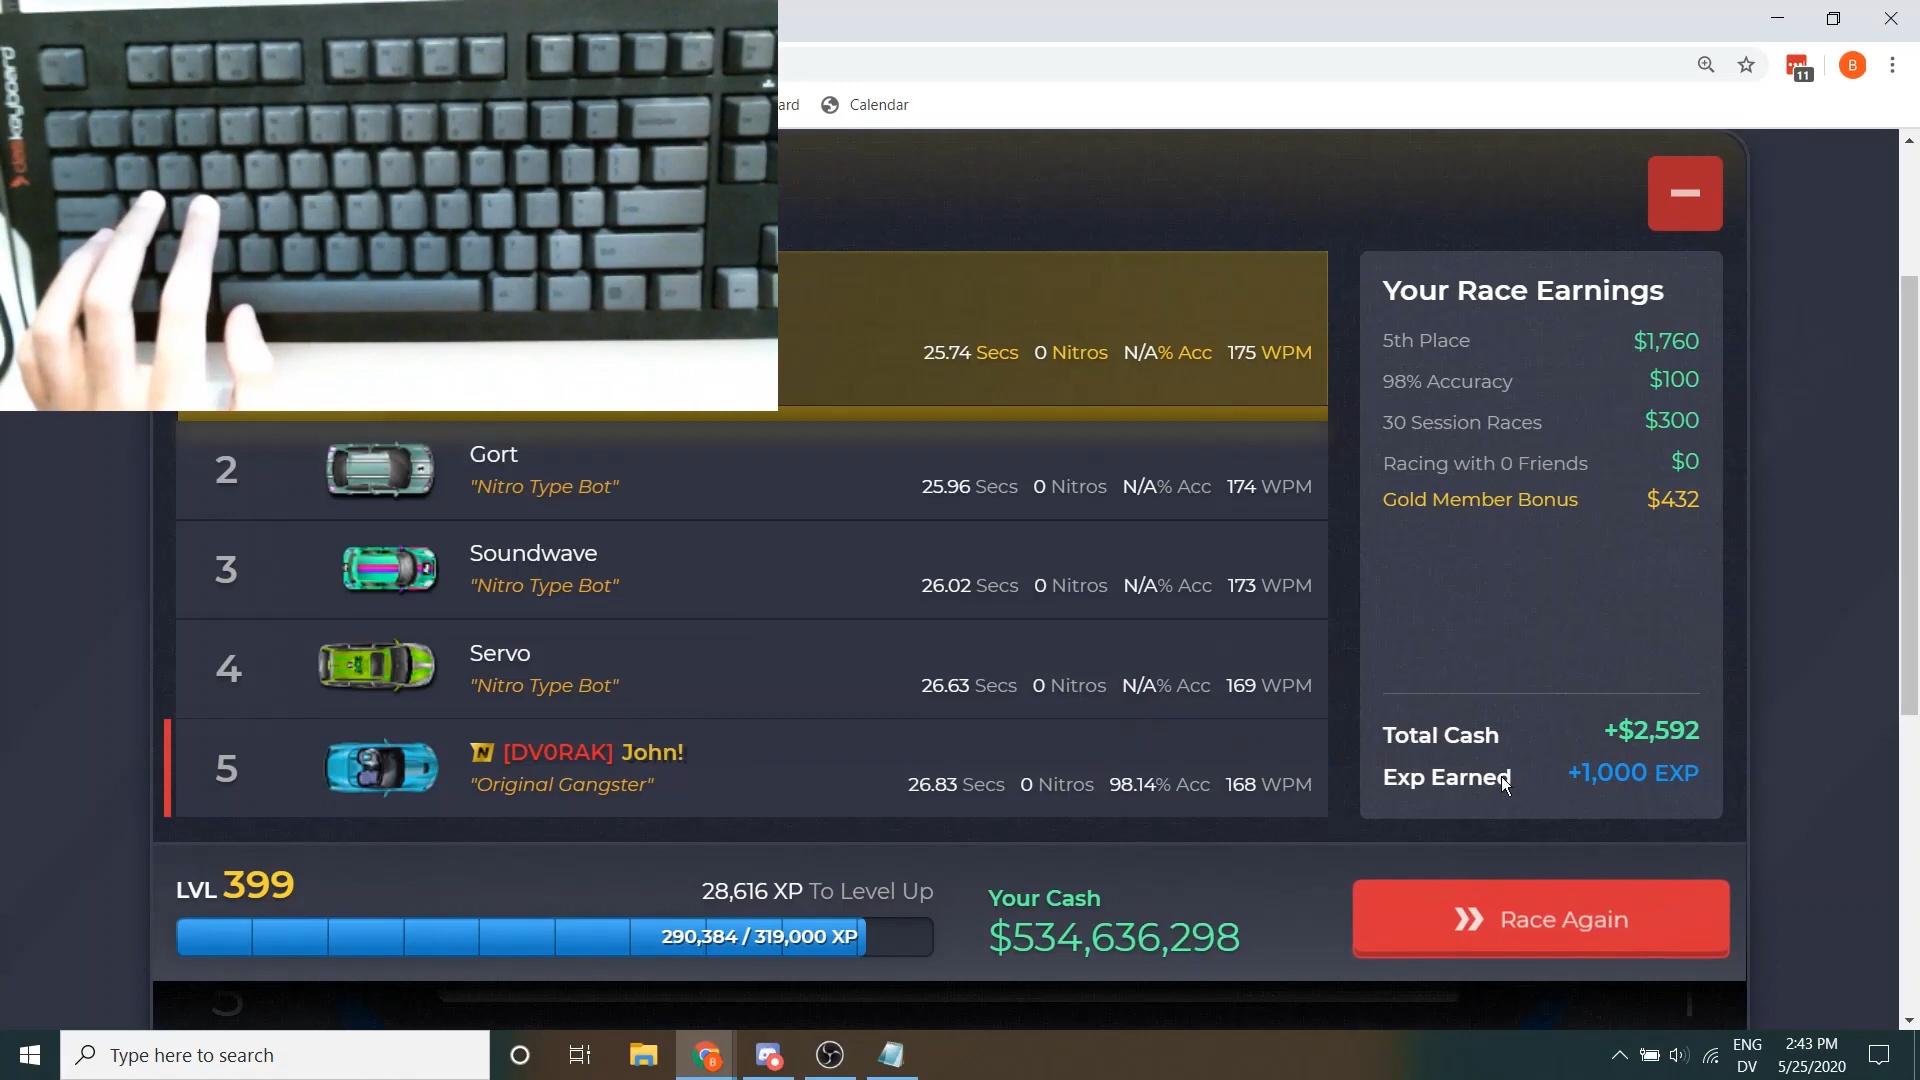 daskeyboard
B
11
ard
Calendar
25.74 Secs 0 Nitros N/A% Acc 175 WPM
2
Gort
"Nitro Type Bot"
25.96 Secs 0 Nitros N/A% Acc 174 WPM
3
Soundwave
"Nitro Type Bot"
26.02 Secs 0 Nitros N/A% Acc 173 WPM
4
Servo
"Nitro Type Bot"
26.63 Secs 0 Nitros N/A% Acc 169 WPM
5
N [DV0RAK] John!
"Original Gangster"
26.83 Secs 0 Nitros 98.14% Acc 168 WPM
Your Race Earnings
5th Place $1,760
98% Accuracy $100
30 Session Races $300
Racing with 0 Friends $0
Gold Member Bonus $432
Total Cash +$2,592
Exp Earned +1,000 EXP
LVL 399
28,616 XP To Level Up
290,384 / 319,000 XP
Your Cash
$534,636,298
Race Again
Type here to search
B
ENG
DV
2:43 PM
5/25/2020